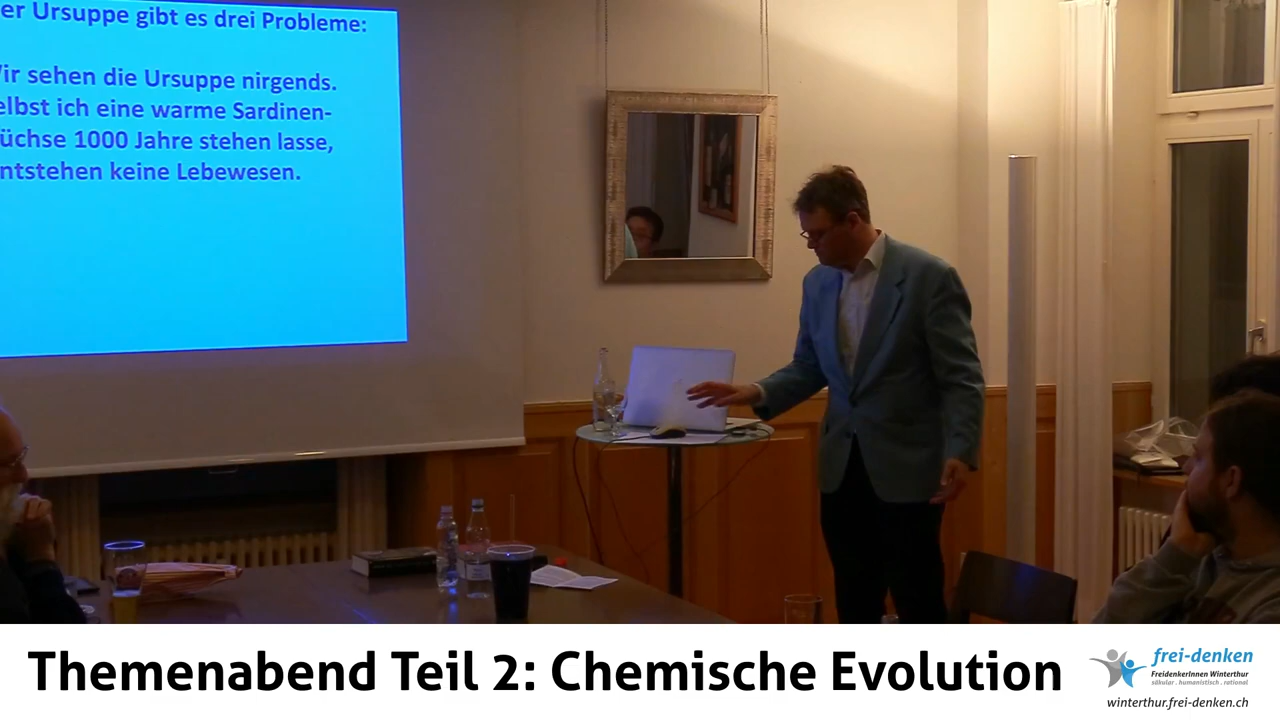 er Ursuppe gibt es drei Probleme:
ir sehen die Ursuppe nirgends.
elbst ich eine warme Sardinen-
üchse 1000 Jahre stehen lasse,
ntstehen keine Lebewesen.
Themenabend Teil 2: Chemische Evolution
frei-denken
FreidenkerInnen Winterthur
säkular . humanistisch . rational
winterthur.frei-denken.ch